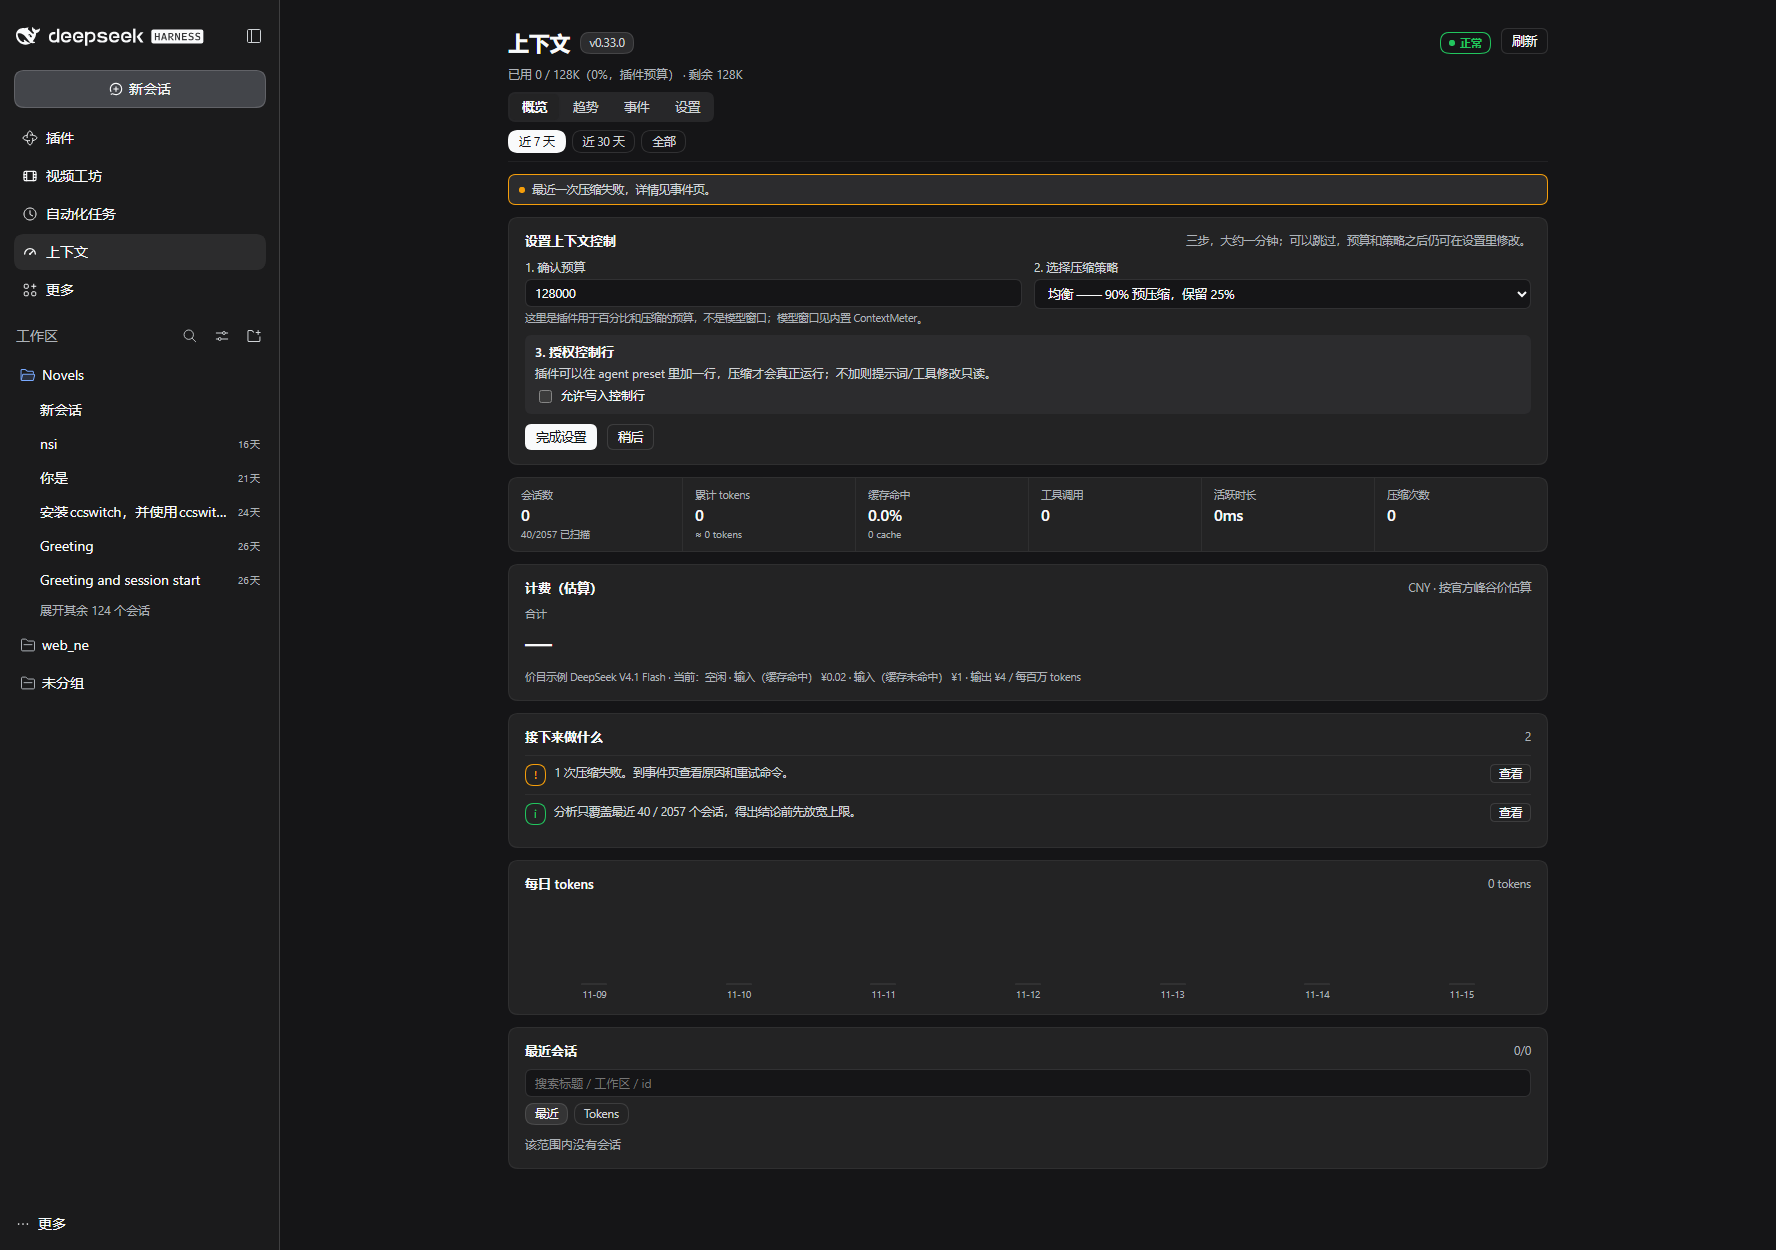 deepseek HARNESS
新会话
插件
视频工坊
自动化任务
上下文
更多
工作区
Novels
新会话
nsi 16天
你是 21天
安装ccswitch，并使用ccswit... 24天
Greeting 26天
Greeting and session start 26天
展开其余 124 个会话
web_ne
未分组
更多
上下文 v0.33.0
正常 刷新
已用 0 / 128K（0%，插件预算） · 剩余 128K
概览 趋势 事件 设置
近 7 天 近 30 天 全部
最近一次压缩失败，详情见事件页。
设置上下文控制 三步，大约一分钟；可以跳过，预算和策略之后仍可在设置里修改。
1. 确认预算 2. 选择压缩策略
128000 均衡 —— 90% 预压缩，保留 25%
这里是插件用于百分比和压缩的预算，不是模型窗口；模型窗口见内置 ContextMeter。
3. 授权控制行
插件可以往 agent preset 里加一行，压缩才会真正运行；不加则提示词/工具修改只读。
允许写入控制行
完成设置 稍后
会话数 累计 tokens 缓存命中 工具调用 活跃时长 压缩次数
0 0 0.0% 0 0ms 0
40/2057 已扫描 ≈ 0 tokens 0 cache
计费（估算） CNY · 按官方峰谷价估算
合计
——
价目示例 DeepSeek V4.1 Flash · 当前：空闲 · 输入（缓存命中） ¥0.02 · 输入（缓存未命中） ¥1 · 输出 ¥4 / 每百万 tokens
接下来做什么 2
! 1 次压缩失败。到事件页查看原因和重试命令。 查看
i 分析只覆盖最近 40 / 2057 个会话，得出结论前先放宽上限。 查看
每日 tokens 0 tokens
11-09 11-10 11-11 11-12 11-13 11-14 11-15
最近会话 0/0
搜索标题 / 工作区 / id
最近 Tokens
该范围内没有会话